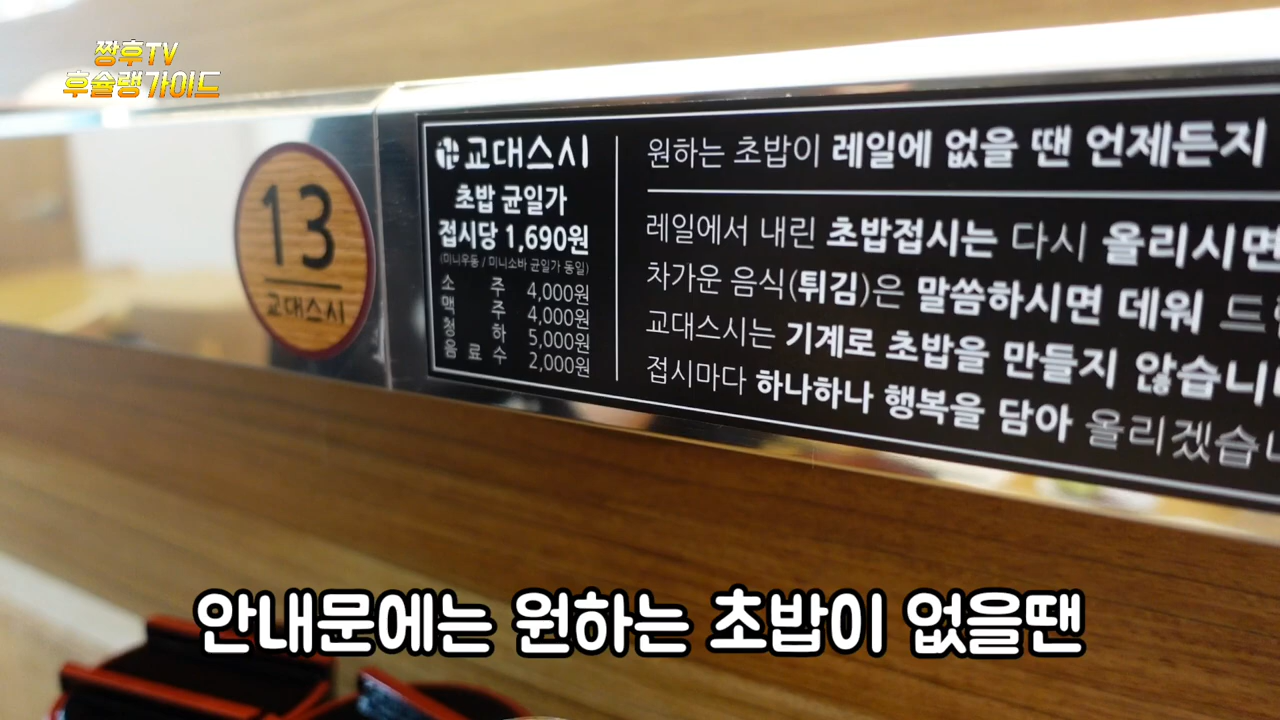 짱후TV
후슐랭가이드
13
교대스시
교대스시
초밥 균일가
접시당 1,690원
(미니우동 / 미니소바 균일가 동일)
소 주 4,000원
맥 주 4,000원
청 하 5,000원
음 료 수 2,000원
원하는 초밥이 레일에 없을 땐 언제든지
레일에서 내린 초밥접시는 다시 올리시면
차가운 음식(튀김)은 말씀하시면 데워
교대스시는 기계로 초밥을 만들지
접시마다 하나하나 행복을 담아
안내문에는 원하는 초밥이 없을땐